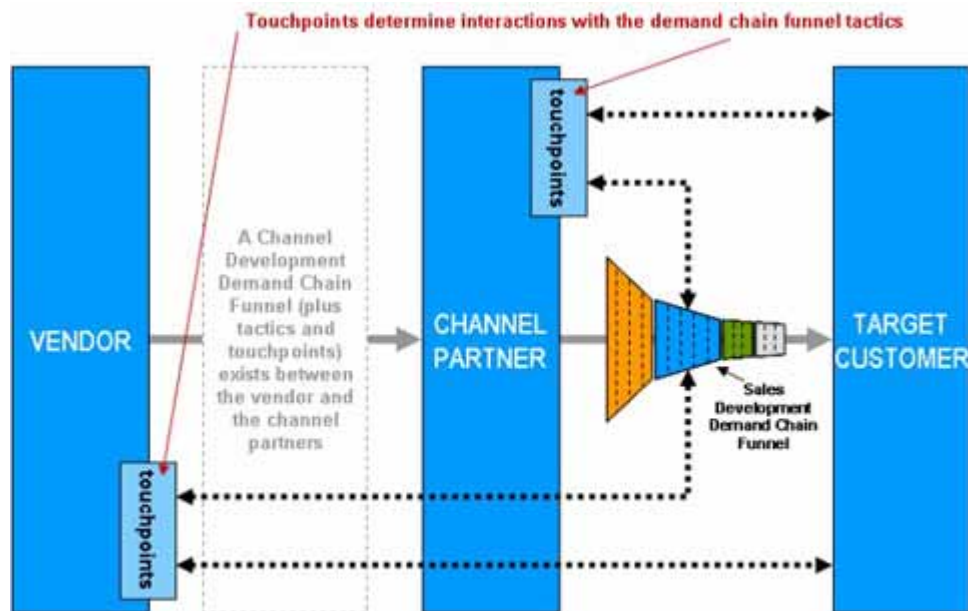 Touchpoints determine interactions with the demand chain funnel tactics
touchpoints
A Channel
Development
Demand Chain
Funnel (plus
tactics and
touchpoints)
exists between
the vendor and
the channel
partners
VENDOR
CHANNEL
PARTNER
TARGET
CUSTOMER
Sales
Development
Demand Chain
Funnel
touchpoints